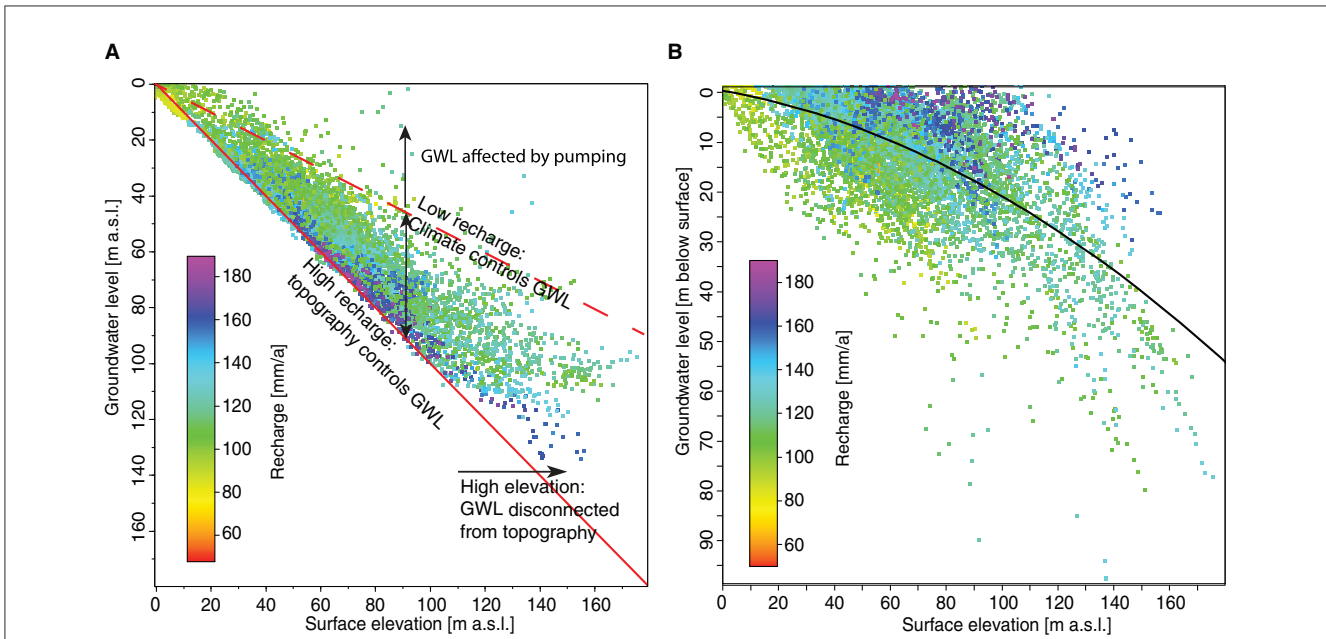 A
B
0
20
40
60
80
100
120
140
160
Groundwater level [m a.s.l.]
GWL affected by pumping
Low recharge:
Climate controls GWL
High recharge:
topography controls GWL
High elevation:
GWL disconnected
from topography
180
160
140
120
100
80
60
Recharge [mm/a]
0 20 40 60 80 100 120 140 160
Surface elevation [m a.s.l.]
0
10
20
30
40
50
60
70
80
90
Groundwater level [m below surface]
180
160
140
120
100
80
60
Recharge [mm/a]
0 20 40 60 80 100 120 140 160
Surface elevation [m a.s.l.]